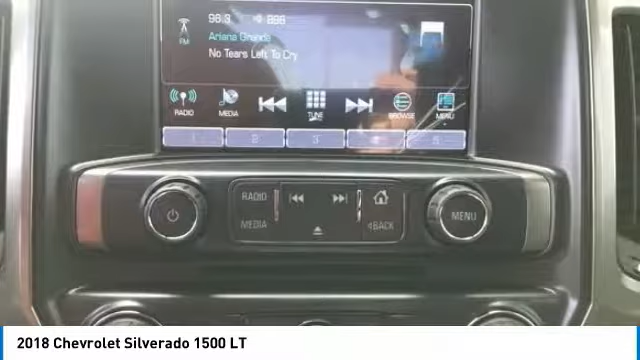 98.3 896
FM
Ariana Grande
No Tears Left To Cry
RADIO MEDIA TUNE BROWSE MENU
1 2 3 4 5
RADIO
MEDIA BACK
MENU
2018 Chevrolet Silverado 1500 LT